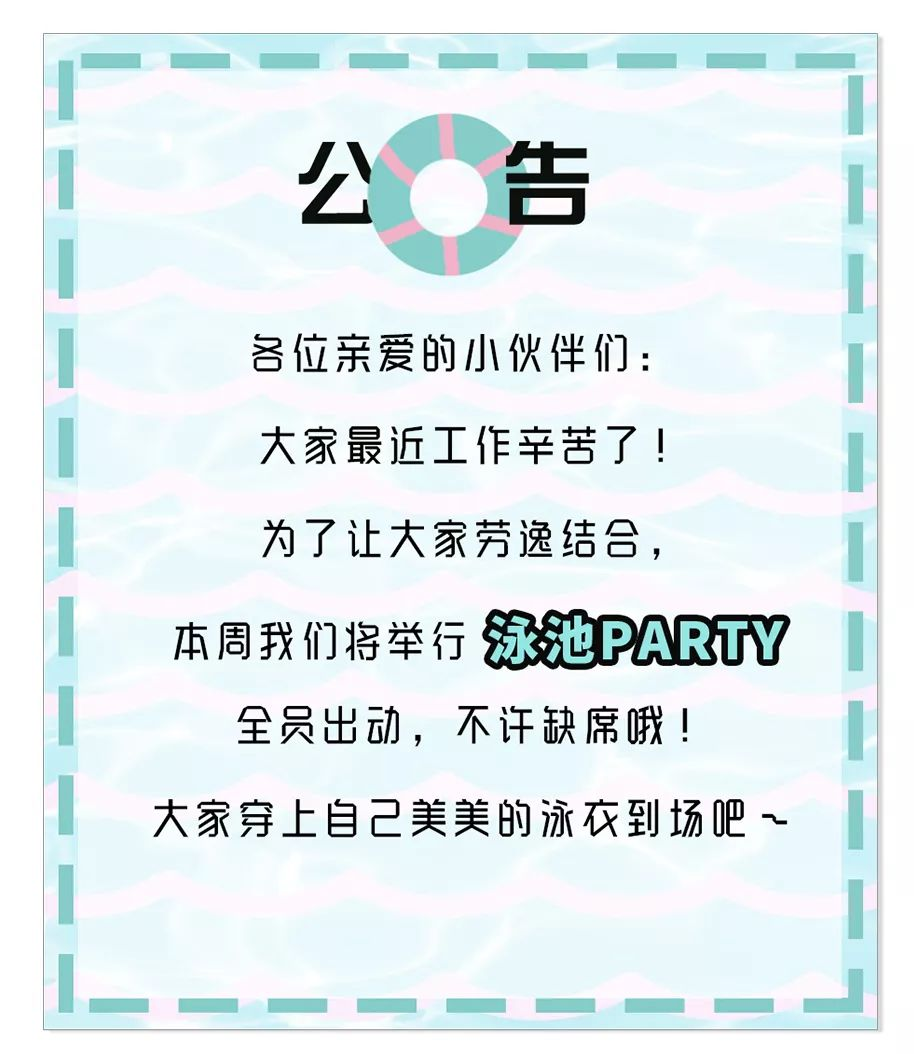 公告
各位亲爱的小伙伴们：
大家最近工作辛苦了！
为了让大家劳逸结合，
本周我们将举行 泳池PARTY
全员出动，不许缺席哦！
大家穿上自己美美的泳衣到场吧~